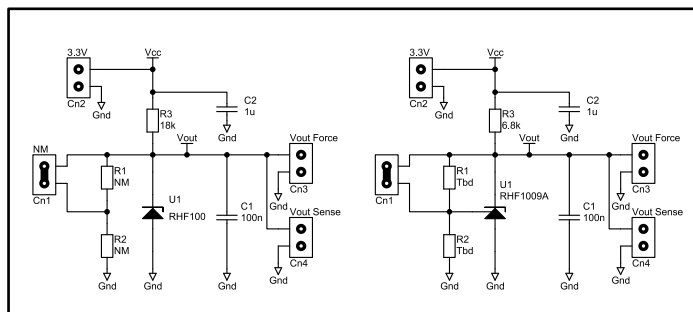 3.3V
Vcc
Cn2
Gnd
C2
1u
Gnd
R3
18k
Vout
NM
Cn1
R1
NM
R2
NM
Gnd
U1
RHF100
Gnd
C1
100n
Gnd
Vout Force
Cn3
Gnd
Vout Sense
Cn4
Gnd
3.3V
Vcc
Cn2
Gnd
C2
1u
Gnd
R3
6.8k
Vout
Cn1
R1
Tbd
R2
Tbd
Gnd
U1
RHF1009A
Gnd
C1
100n
Gnd
Vout Force
Cn3
Gnd
Vout Sense
Cn4
Gnd